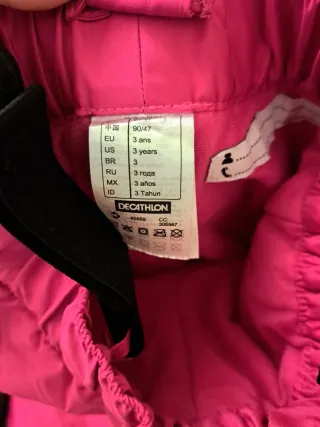 中国 90/47
EU 3 ans
US 3 years
BR 3
RU 3 года
MX 3 años
ID 3 Tahun
DECATHLON
CC